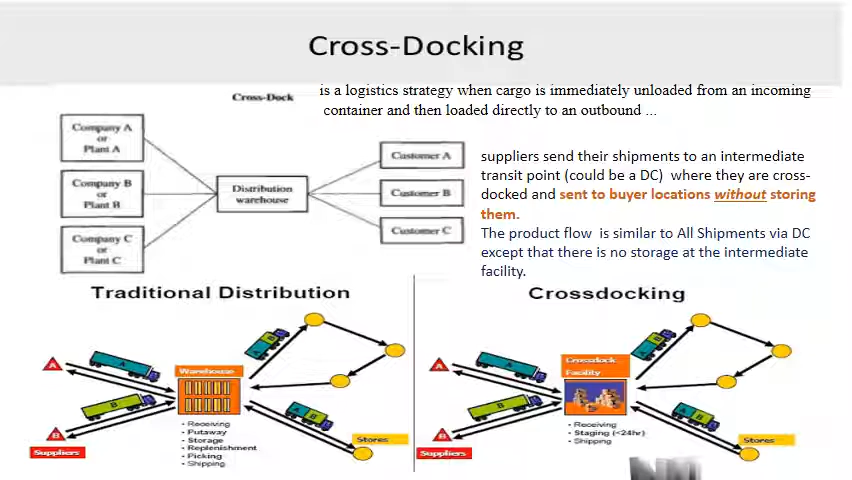 Cross-Docking
Cross-Dock
is a logistics strategy when cargo is immediately unloaded from an incoming
container and then loaded directly to an outbound ...
Company A
or
Plant A
Company B
or
Plant B
Company C
or
Plant C
Distribution
warehouse
Customer A
Customer B
Customer C
suppliers send their shipments to an intermediate
transit point (could be a DC) where they are cross-
docked and sent to buyer locations without storing
them.
The product flow is similar to All Shipments via DC
except that there is no storage at the intermediate
facility.
Traditional Distribution
A
A
B
A
B
Warehouse
A
B
B
• Receiving
• Putaway
• Storage
• Replenishment
• Picking
• Shipping
Suppliers
Stores
Crossdocking
A
A
B
A
B
Crossdock
Facility
A
B
B
• Receiving
• Staging (<24hr)
• Shipping
Suppliers
Stores